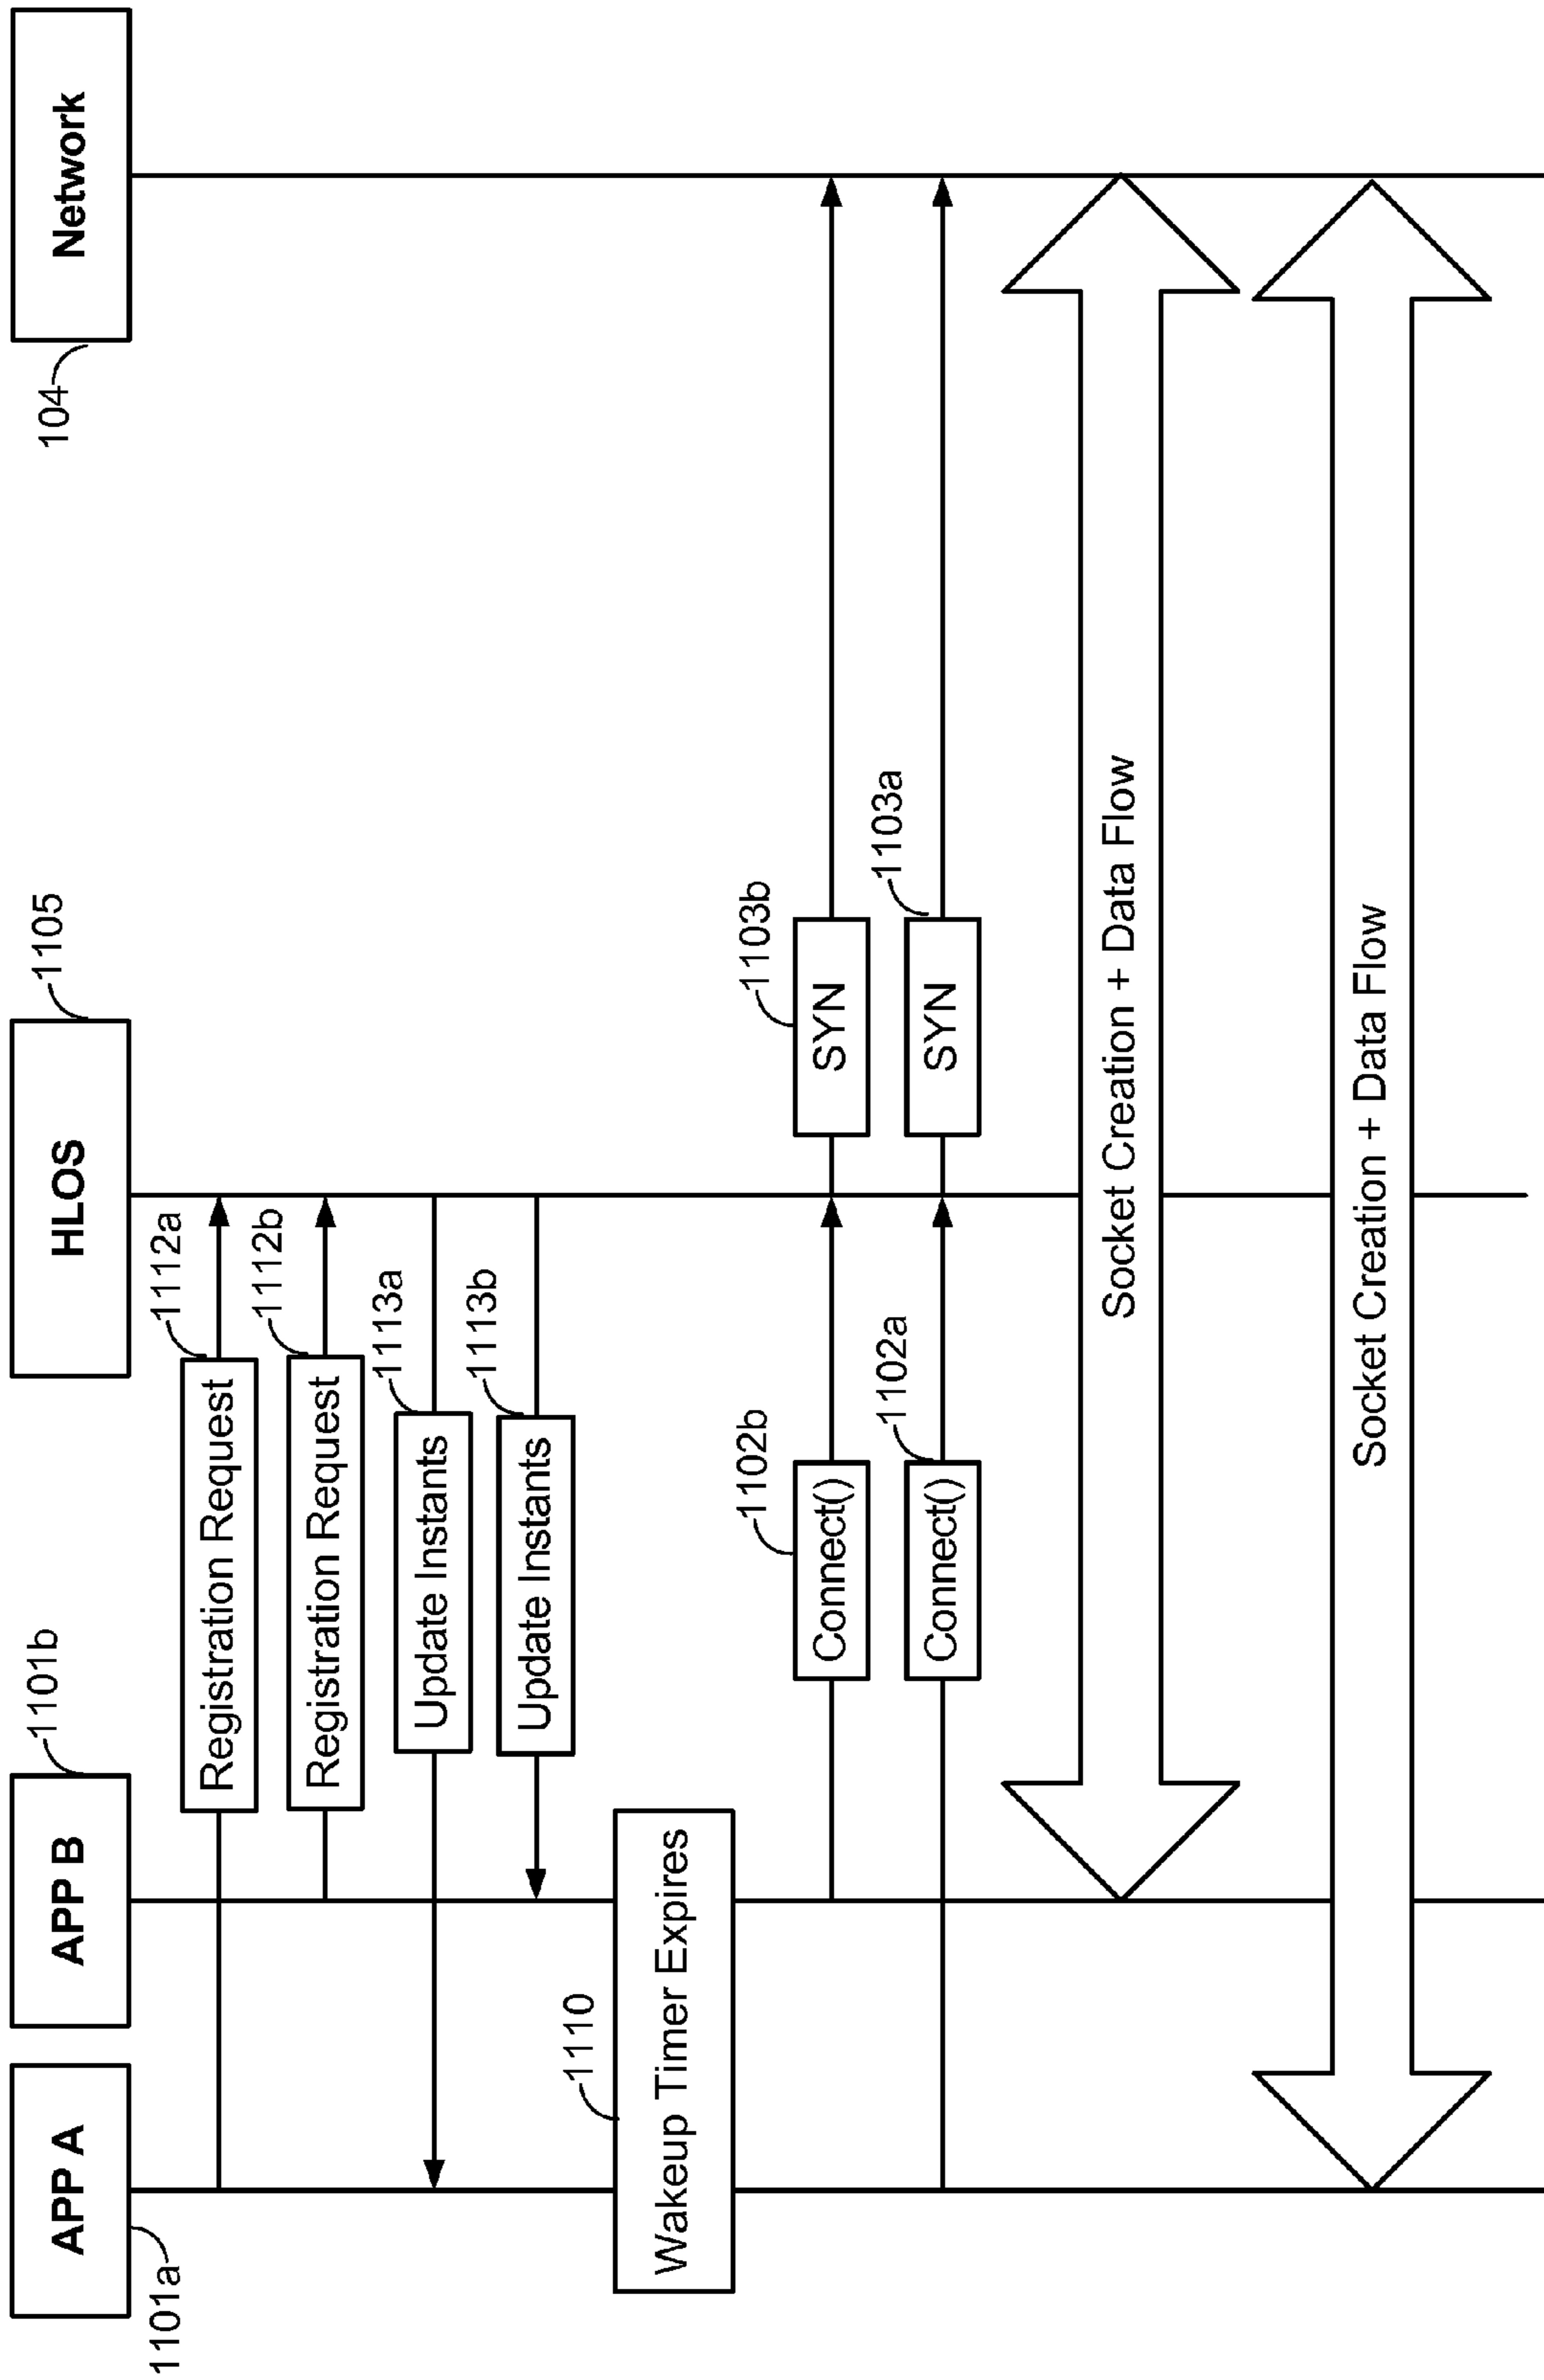 APP A
1101a
APP B
1101b
HLOS
1105
Network
104
Registration Request
1112a
Registration Request
1112b
Update Instants
1113a
Update Instants
1113b
Wakeup Timer Expires
1110
Connect()
1102b
SYN
1103b
Connect()
1102a
SYN
1103a
Socket Creation + Data Flow
Socket Creation + Data Flow